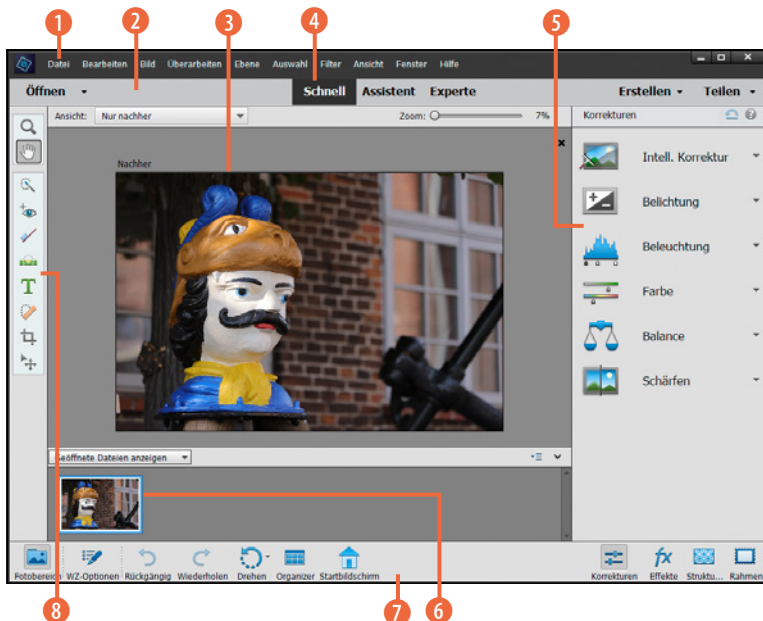 1 2 3 4 5
Datei Bearbeiten Bild Überarbeiten Ebene Auswahl Filter Ansicht Fenster Hilfe
Öffnen Schnell Assistent Experte Erstellen Teilen
Ansicht: Nur nachher Zoom: 7% Korrekturen
Nachher
Intell. Korrektur
Belichtung
Beleuchtung
Farbe
Balance
Schärfen
T
Geöffnete Dateien anzeigen
Fotobereich WZ-Optionen Rückgängig Wiederholen Drehen Organizer Startbildschirm Korrekturen Effekte Struktu... Rahmen
fx
8 7 6